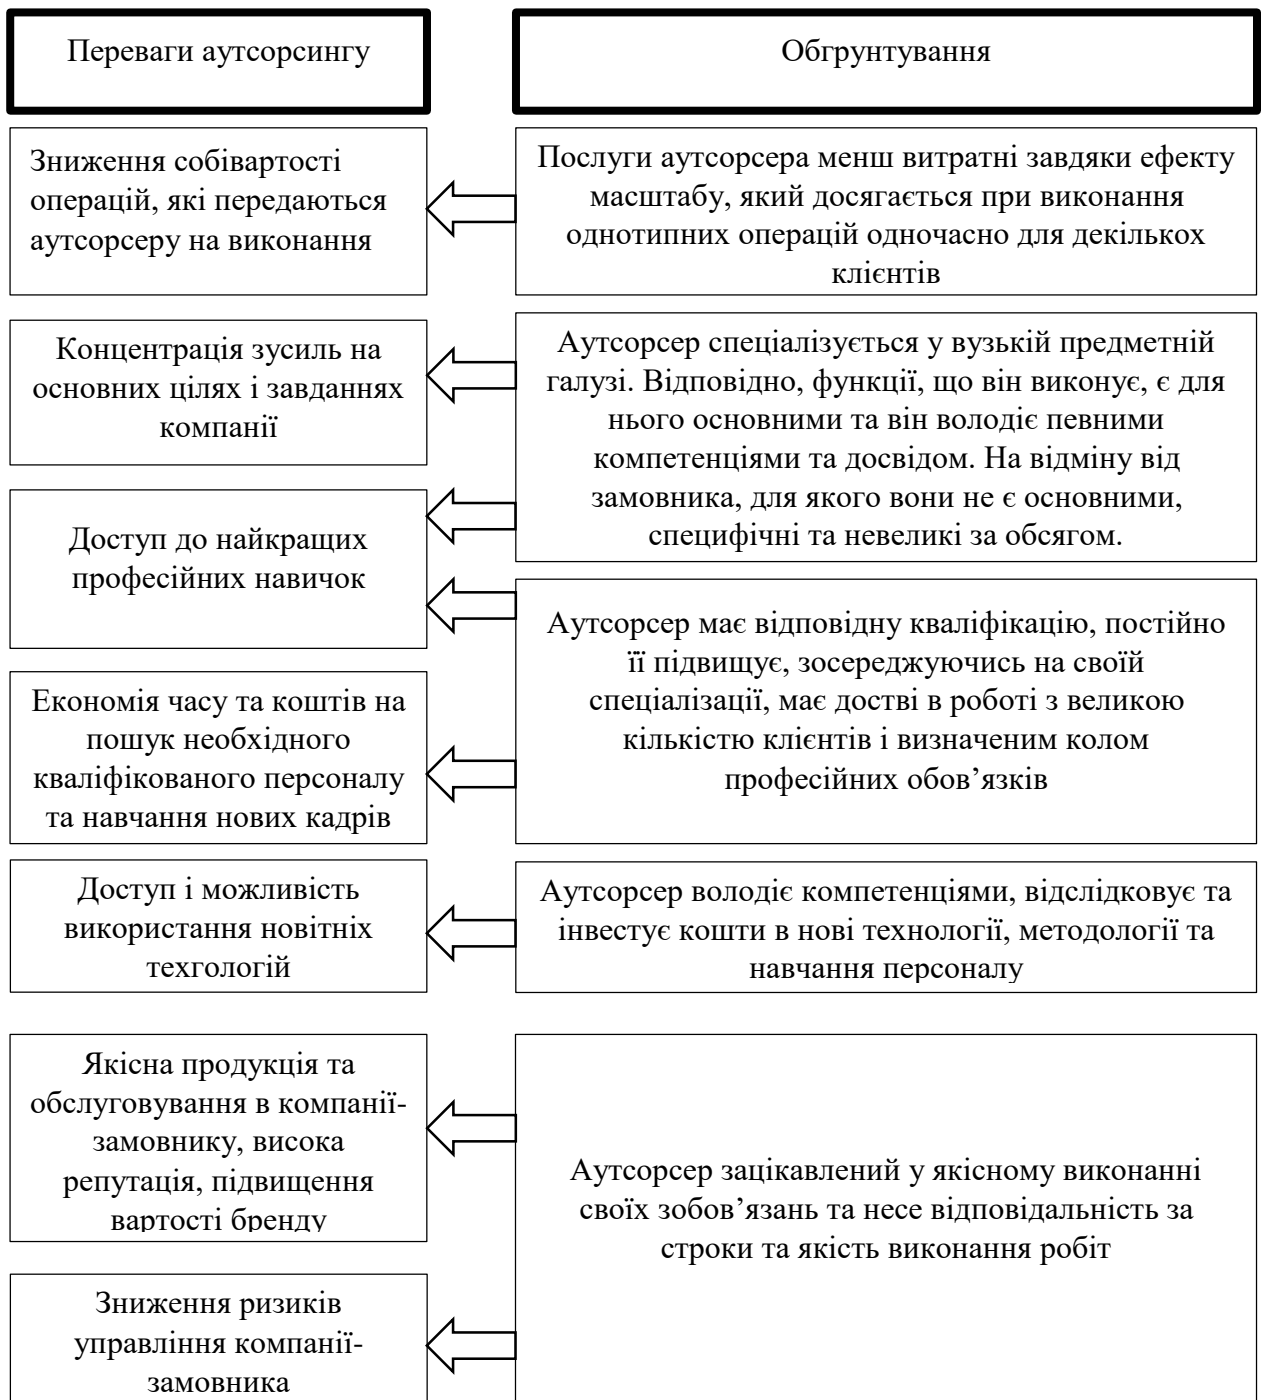 Переваги аутсорсингу
Обгрунтування
Зниження собівартості
операцій, які передаються
аутсорсеру на виконання
Послуги аутсорсера менш витратні завдяки ефекту
масштабу, який досягається при виконання
однотипних операцій одночасно для декількох
клієнтів
Концентрація зусиль на
основних цілях і завданнях
компанії
Аутсорсер спеціалізується у вузькій предметній
галузі. Відповідно, функції, що він виконує, є для
нього основними та він володіє певними
компетенціями та досвідом. На відміну від
замовника, для якого вони не є основними,
специфічні та невеликі за обсягом.
Доступ до найкращих
професійних навичок
Аутсорсер має відповідну кваліфікацію, постійно
її підвищує, зосереджуючись на своїй
спеціалізації, має достві в роботі з великою
кількістю клієнтів і визначеним колом
професійних обов’язків
Економія часу та коштів на
пошук необхідного
кваліфікованого персоналу
та навчання нових кадрів
Доступ і можливість
використання новітніх
техгологій
Аутсорсер володіє компетенціями, відслідковує та
інвестує кошти в нові технології, методології та
навчання персоналу
Якісна продукція та
обслуговування в компанії-
замовнику, висока
репутація, підвищення
вартості бренду
Аутсорсер зацікавлений у якісному виконанні
своїх зобов’язань та несе відповідальність за
строки та якість виконання робіт
Зниження ризиків
управління компанії-
замовника